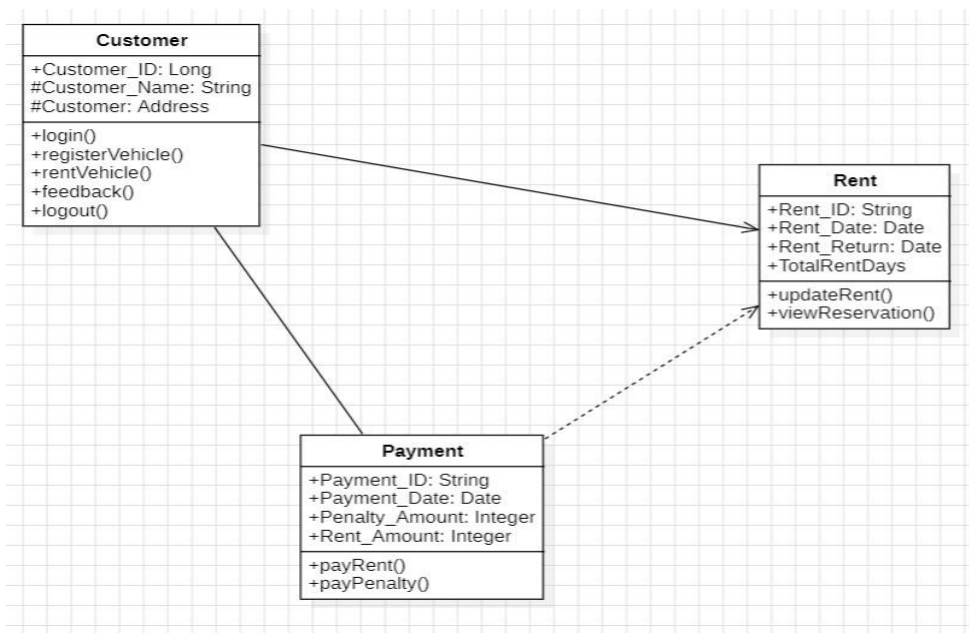 Customer
+Customer_ID: Long
#Customer_Name: String
#Customer: Address
+login()
+registerVehicle()
+rentVehicle()
+feedback()
+logout()
Rent
+Rent_ID: String
+Rent_Date: Date
+Rent_Return: Date
+TotalRentDays
+updateRent()
+viewReservation()
Payment
+Payment_ID: String
+Payment_Date: Date
+Penalty_Amount: Integer
+Rent_Amount: Integer
+payRent()
+payPenalty()